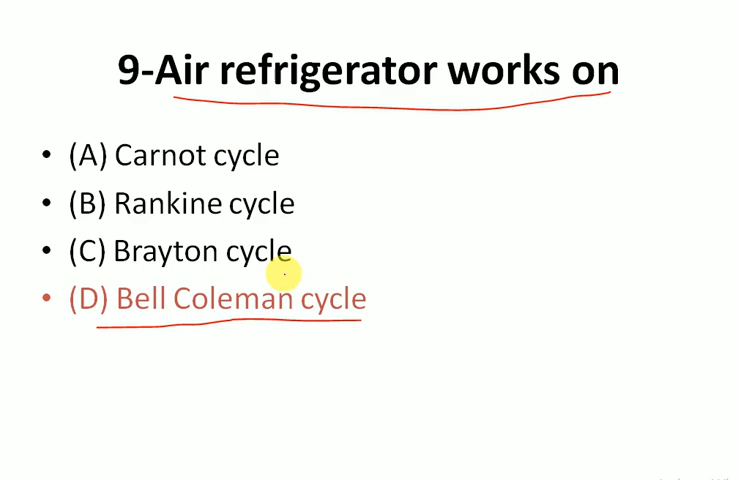 9-Air refrigerator works on
• (A) Carnot cycle
• (B) Rankine cycle
• (C) Brayton cycle
• (D) Bell Coleman cycle